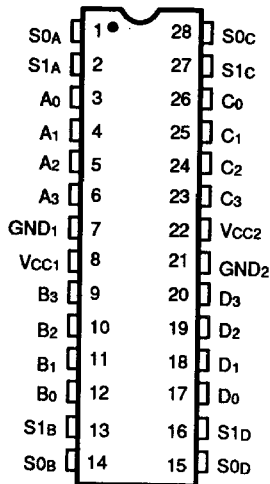 S0A 1 28 S0C
S1A 2 27 S1C
A0 3 26 C0
A1 4 25 C1
A2 5 24 C2
A3 6 23 C3
GND1 7 22 VCC2
VCC1 8 21 GND2
B3 9 20 D3
B2 10 19 D2
B1 11 18 D1
B0 12 17 D0
S1B 13 16 S1D
S0B 14 15 S0D